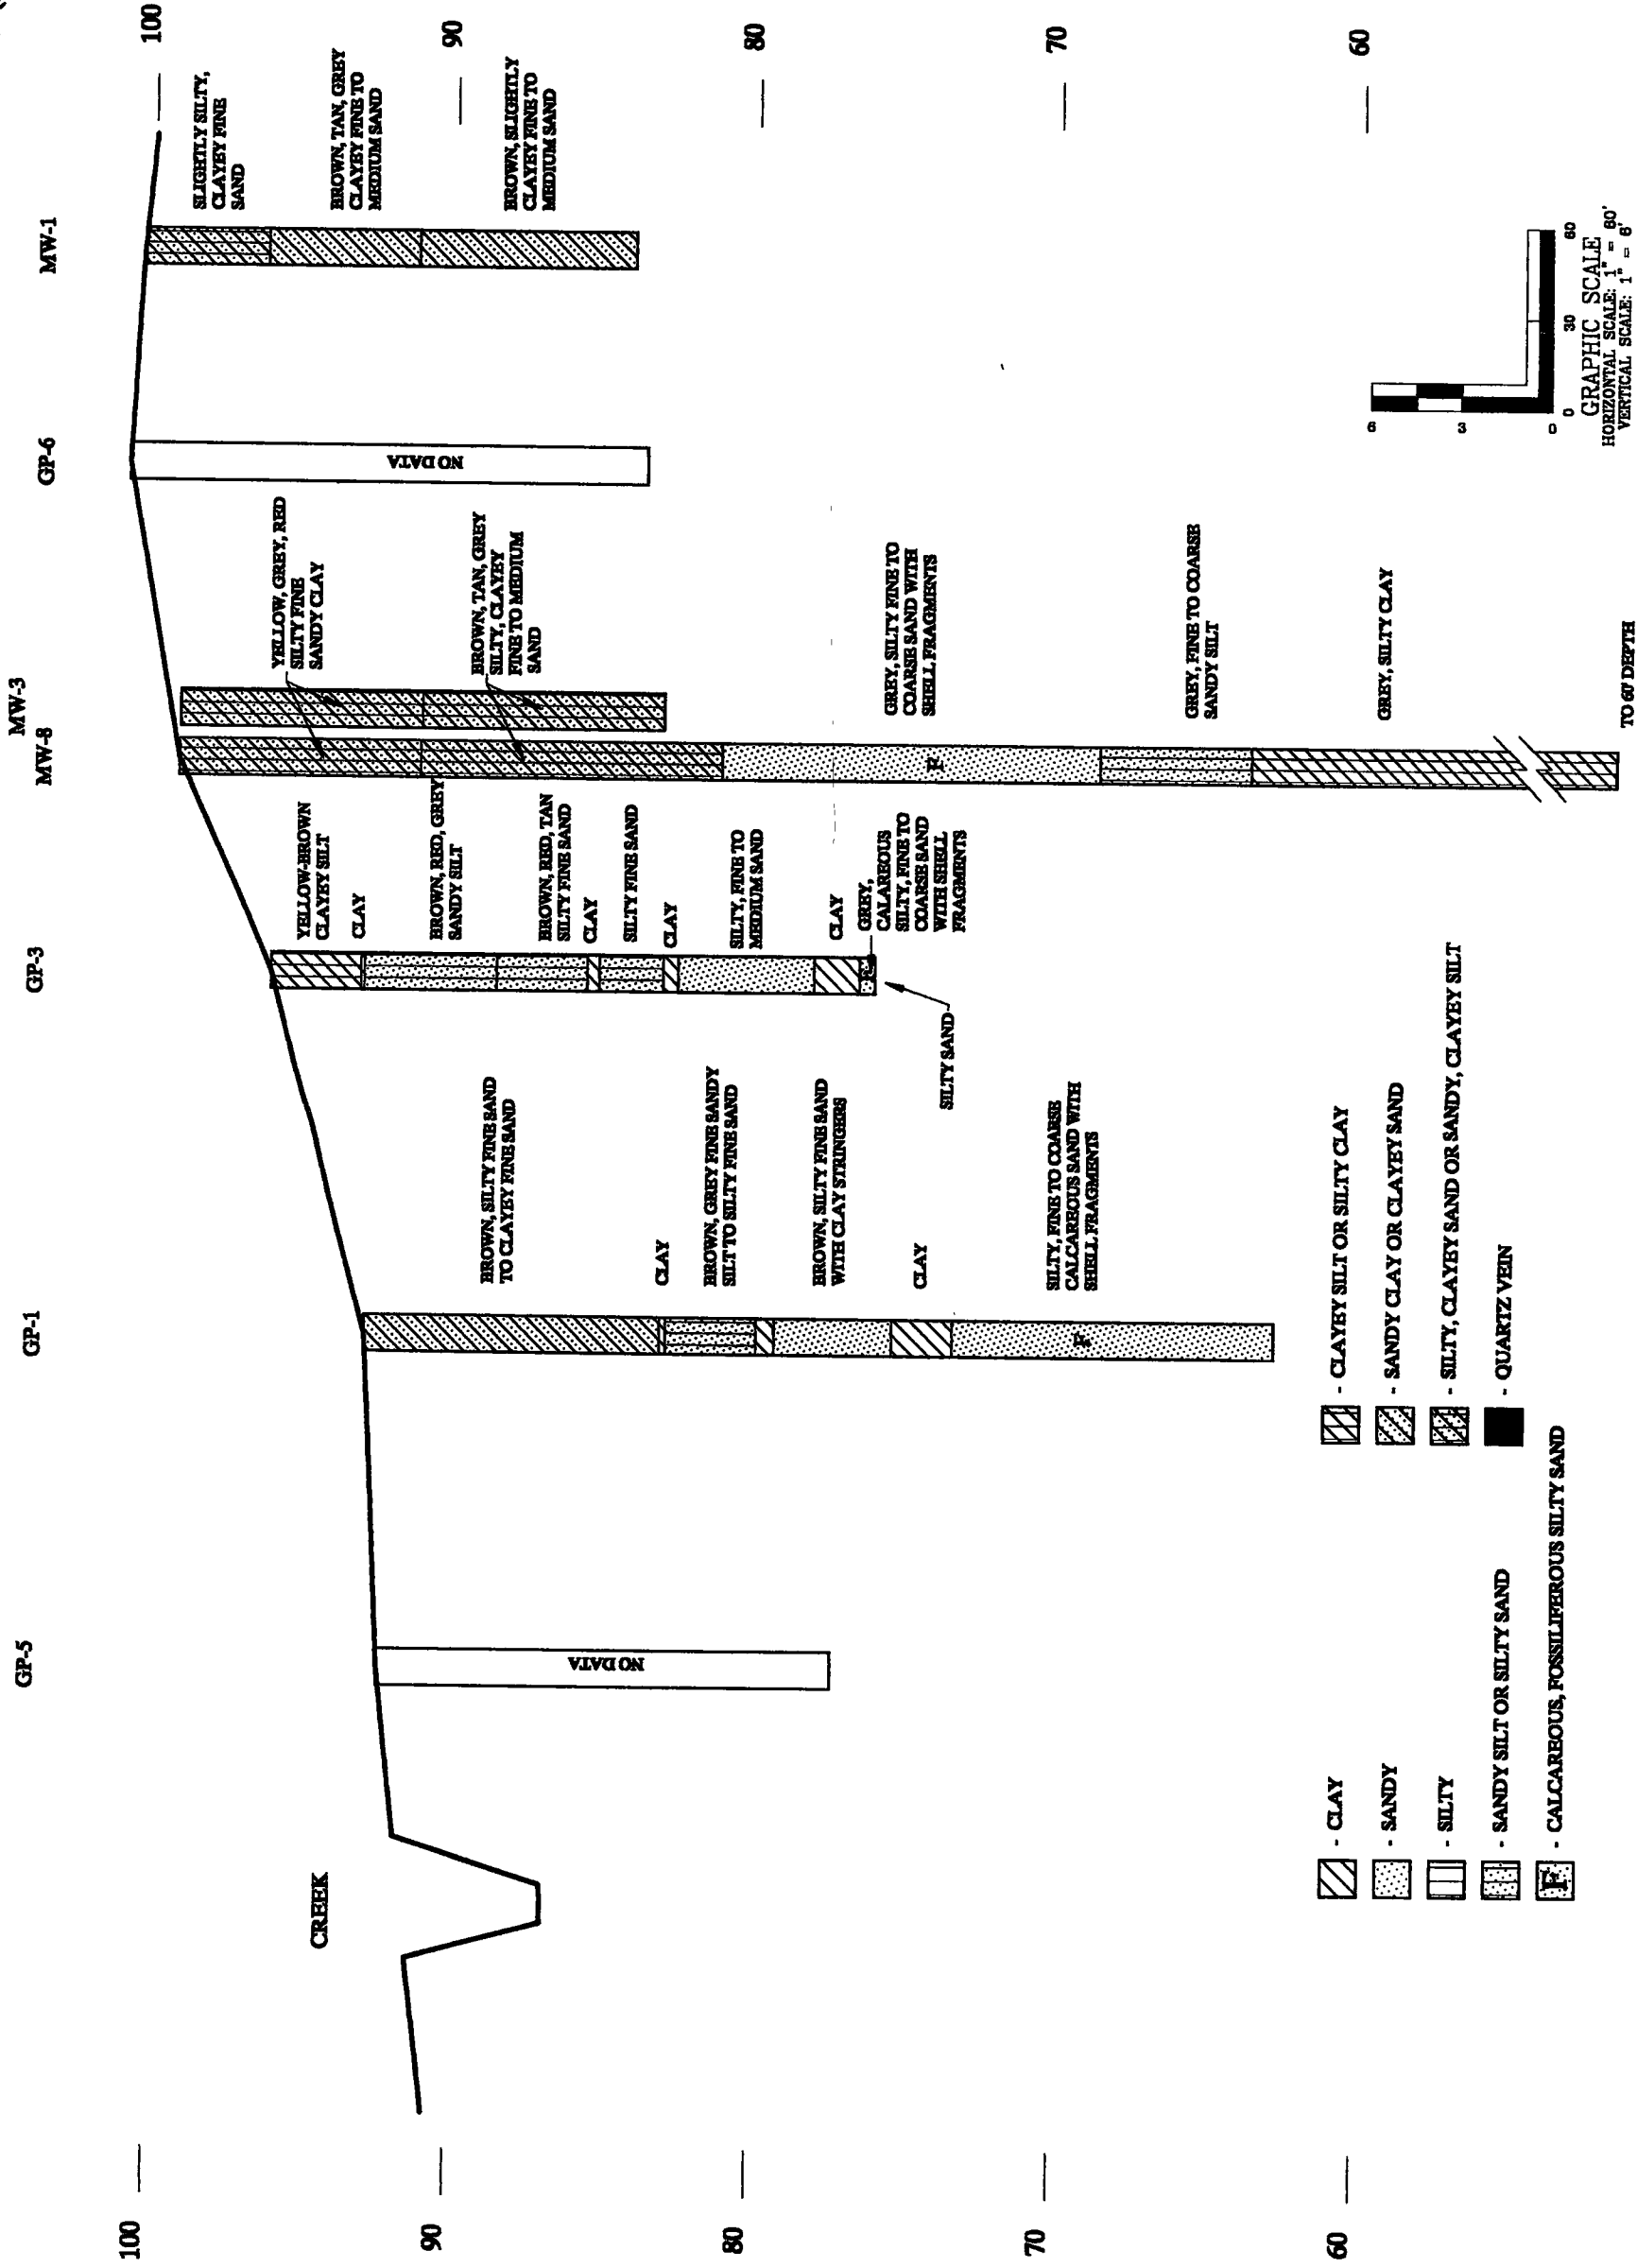 GP-5
GP-1
GP-3
MW-8
MW-3
GP-6
MW-1
100
90
80
70
60
100
90
80
70
60
CREEK
NO DATA
BROWN, SILTY FINE SAND
TO CLAYEY FINE SAND
CLAY
BROWN, GREY FINE SANDY
SILT TO SILTY FINE SAND
BROWN, SILTY FINE SAND
WITH CLAY STRINGERS
CLAY
SILTY, FINE TO COARSE
CALCAREOUS SAND WITH
SHELL FRAGMENTS
F
YELLOW-BROWN
CLAYEY SILT
CLAY
BROWN, RED, GREY
SANDY SILT
BROWN, RED, TAN
SILTY FINE SAND
CLAY
SILTY FINE SAND
CLAY
SILTY, FINE TO
MEDIUM SAND
CLAY
GREY,
CALAREOUS
SILTY, FINE TO
COARSE SAND
WITH SHELL
FRAGMENTS
F
SILTY SAND
YELLOW, GREY, RED
SILTY FINE
SANDY CLAY
BROWN, TAN, GREY
SILTY, CLAYEY
FINE TO MEDIUM
SAND
GREY, SILTY FINE TO
COARSE SAND WITH
SHELL FRAGMENTS
F
GREY, FINE TO COARSE
SANDY SILT
GREY, SILTY CLAY
TO 60' DEPTH
NO DATA
SLIGHTLY SILTY,
CLAYEY FINE
SAND
BROWN, TAN, GREY
CLAYEY FINE TO
MEDIUM SAND
BROWN, SLIGHTLY
CLAYEY FINE TO
MEDIUM SAND
- CLAY
- SANDY
- SILTY
- SANDY SILT OR SILTY SAND
F - CALCAREOUS, FOSSILIFEROUS SILTY SAND
- CLAYEY SILT OR SILTY CLAY
- SANDY CLAY OR CLAYEY SAND
- SILTY, CLAYEY SAND OR SANDY, CLAYEY SILT
- QUARTZ VEIN
6
3
0
0 30 60
GRAPHIC SCALE
HORIZONTAL SCALE: 1" = 60'
VERTICAL SCALE: 1" = 6'